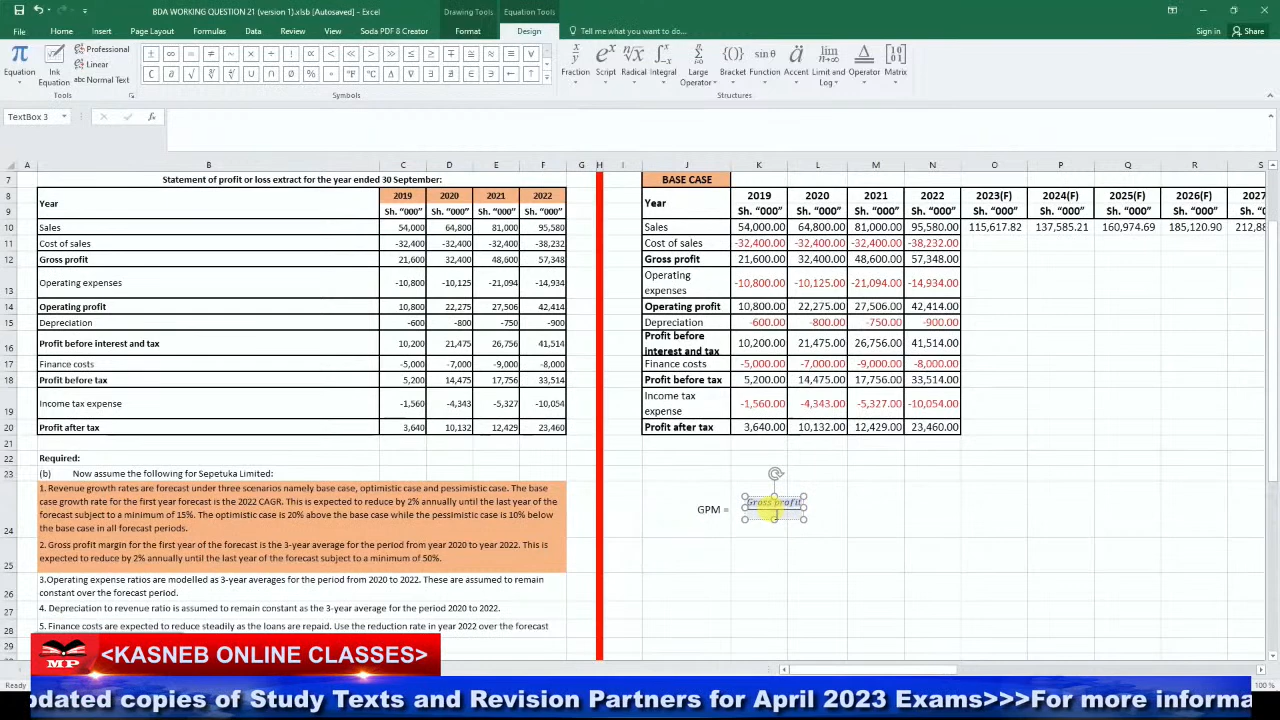 BDA WORKING QUESTION 21 (version 1).xlsb [Autosaved] - Excel
Drawing Tools
Equation Tools
File
Home
Insert
Page Layout
Formulas
Data
Review
View
Soda PDF & Creator
Format
Design
Tell me what you want to do...
Sign in
Share
π
Equation
Ink Equation
Professional
Linear
Normal Text
± ∞ = ≠ ~ × ÷ ! ∝ < ≪ > ≫ ≤ ≥ ∓ ≅ ≈ ≡ ∀
∁ ∂ √ ∛ ∜ ∪ ∩ ∅ % ° °F °C ∆ ∇ ∃ ∄ ∈ ∋ ← ↑
Fraction
Script
Radical
Integral
Large Operator
Bracket
Function
Accent
Limit and Log
Operator
Matrix
Tools
Symbols
Structures
TextBox 3
fx
A B C D E F G H I J K L M N O P Q R S
7 Statement of profit or loss extract for the year ended 30 September: BASE CASE
8 Year 2019 2020 2021 2022 Year 2019 2020 2021 2022 2023(F) 2024(F) 2025(F) 2026(F) 2027
9 Sh. "000" Sh. "000" Sh. "000" Sh. "000" Sh. "000" Sh. "000" Sh. "000" Sh. "000" Sh. "000" Sh. "000" Sh. "000" Sh. "000" Sh. "0
10 Sales 54,000 64,800 81,000 95,580 Sales 54,000.00 64,800.00 81,000.00 95,580.00 115,617.82 137,585.21 160,974.69 185,120.90 212,88
11 Cost of sales -32,400 -32,400 -32,400 -38,232 Cost of sales -32,400.00 -32,400.00 -32,400.00 -38,232.00
12 Gross profit 21,600 32,400 48,600 57,348 Gross profit 21,600.00 32,400.00 48,600.00 57,348.00
Operating expenses -10,800 -10,125 -21,094 -14,934 Operating expenses -10,800.00 -10,125.00 -21,094.00 -14,934.00
13
14 Operating profit 10,800 22,275 27,506 42,414 Operating profit 10,800.00 22,275.00 27,506.00 42,414.00
15 Depreciation -600 -800 -750 -900 Depreciation -600.00 -800.00 -750.00 -900.00
16 Profit before interest and tax 10,200 21,475 26,756 41,514 Profit before interest and tax 10,200.00 21,475.00 26,756.00 41,514.00
Finance costs -5,000 -7,000 -9,000 -8,000 Finance costs -5,000.00 -7,000.00 -9,000.00 -8,000.00
18 Profit before tax 5,200 14,475 17,756 33,514 Profit before tax 5,200.00 14,475.00 17,756.00 33,514.00
19 Income tax expense -1,560 -4,343 -5,327 -10,054 Income tax expense -1,560.00 -4,343.00 -5,327.00 -10,054.00
20 Profit after tax 3,640 10,132 12,429 23,460 Profit after tax 3,640.00 10,132.00 12,429.00 23,460.00
21
22 Required:
23 (b) Now assume the following for Sepetuka Limited:
1. Revenue growth rates are forecast under three scenarios namely base case, optimistic case and pessimistic case. The base
case growth rate for the first year forecast is the 2022 CAGR. This is expected to reduce by 2% annually until the last year of the
forecast subject to a minimum of 15%. The optimistic case is 20% above the base case while the pessimistic case is 10% below
24 the base case in all forecast periods.
GPM = Gross Profit
2. Gross profit margin for the first year of the forecast is the 3-year average for the period from year 2020 to year 2022. This is
25 expected to reduce by 2% annually until the last year of the forecast subject to a minimum of 50%.
3.Operating expense ratios are modelled as 3-year averages for the period from 2020 to 2022. These are assumed to remain
26 constant over the forecast period.
27 4. Depreciation to revenue ratio is assumed to remain constant as the 3-year average for the period 2020 to 2022.
28 5. Finance costs are expected to reduce steadily as the loans are repaid. Use the reduction rate in year 2022 over the forecast
29
MP
<KASNEB ONLINE CLASSES>
Ready
100 %
pdated copies of Study Texts and Revision Partners for April 2023 Exams>>>For more informa